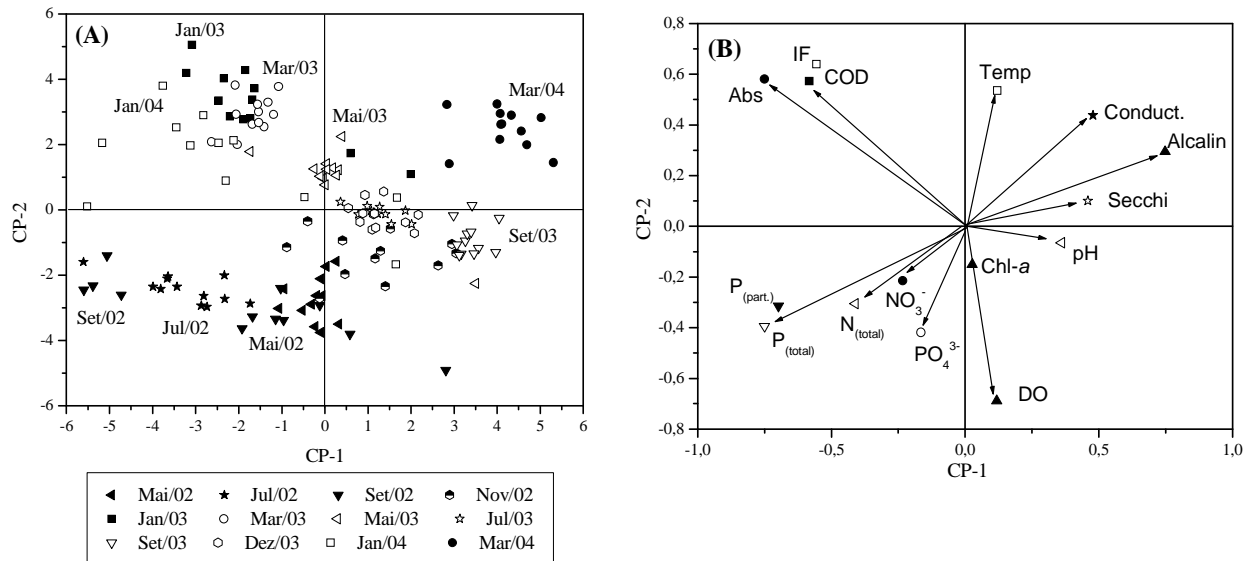 (A)
Jan/03
Mar/03
Jan/04
Mai/03
Mar/04
Set/03
Set/02
Jul/02
Mai/02
6
4
2
0
-2
-4
-6
CP-2
-6 -5 -4 -3 -2 -1 0 1 2 3 4 5 6
CP-1
Mai/02 Jul/02 Set/02 Nov/02
Jan/03 Mar/03 Mai/03 Jul/03
Set/03 Dez/03 Jan/04 Mar/04
(B)
IF
COD
Abs
Temp
Conduct.
Alcalin
Secchi
pH
Chl-a
NO₃⁻
N(total)
P(part.)
P(total)
PO₄³⁻
DO
0,8
0,6
0,4
0,2
0,0
-0,2
-0,4
-0,6
-0,8
CP-2
-1,0 -0,5 0,0 0,5 1,0
CP-1